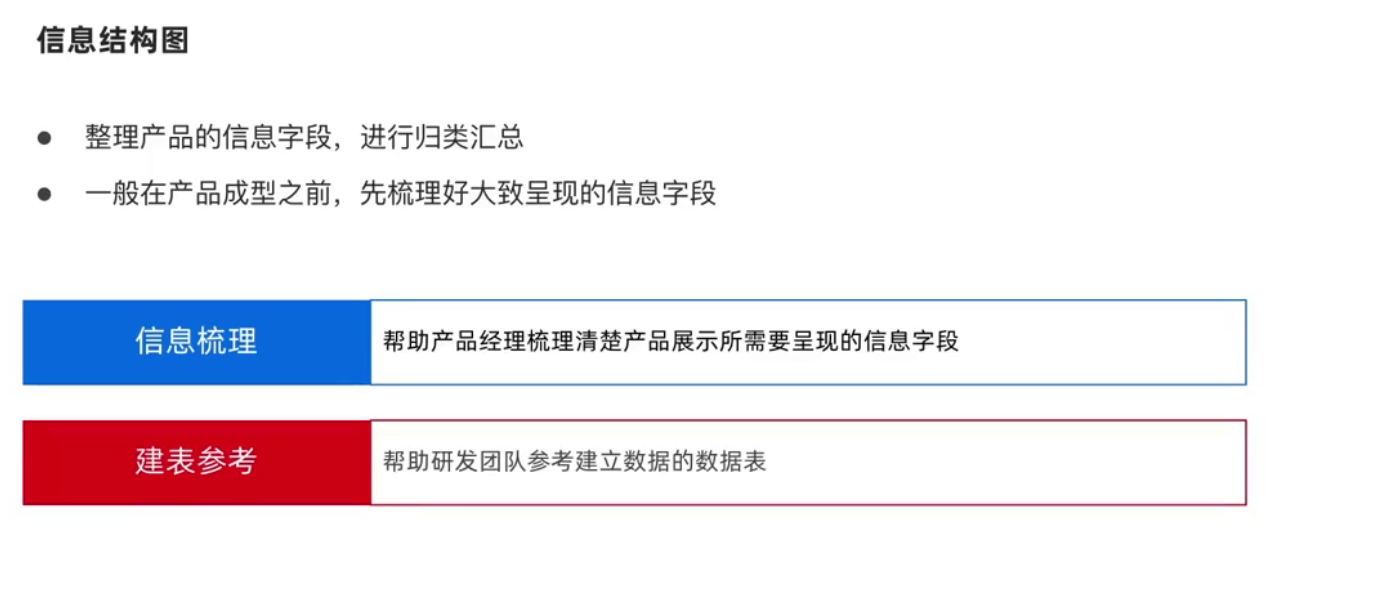 信息结构图
整理产品的信息字段，进行归类汇总
一般在产品成型之前，先梳理好大致呈现的信息字段
信息梳理
帮助产品经理梳理清楚产品展示所需要呈现的信息字段
建表参考
帮助研发团队参考建立数据的数据表